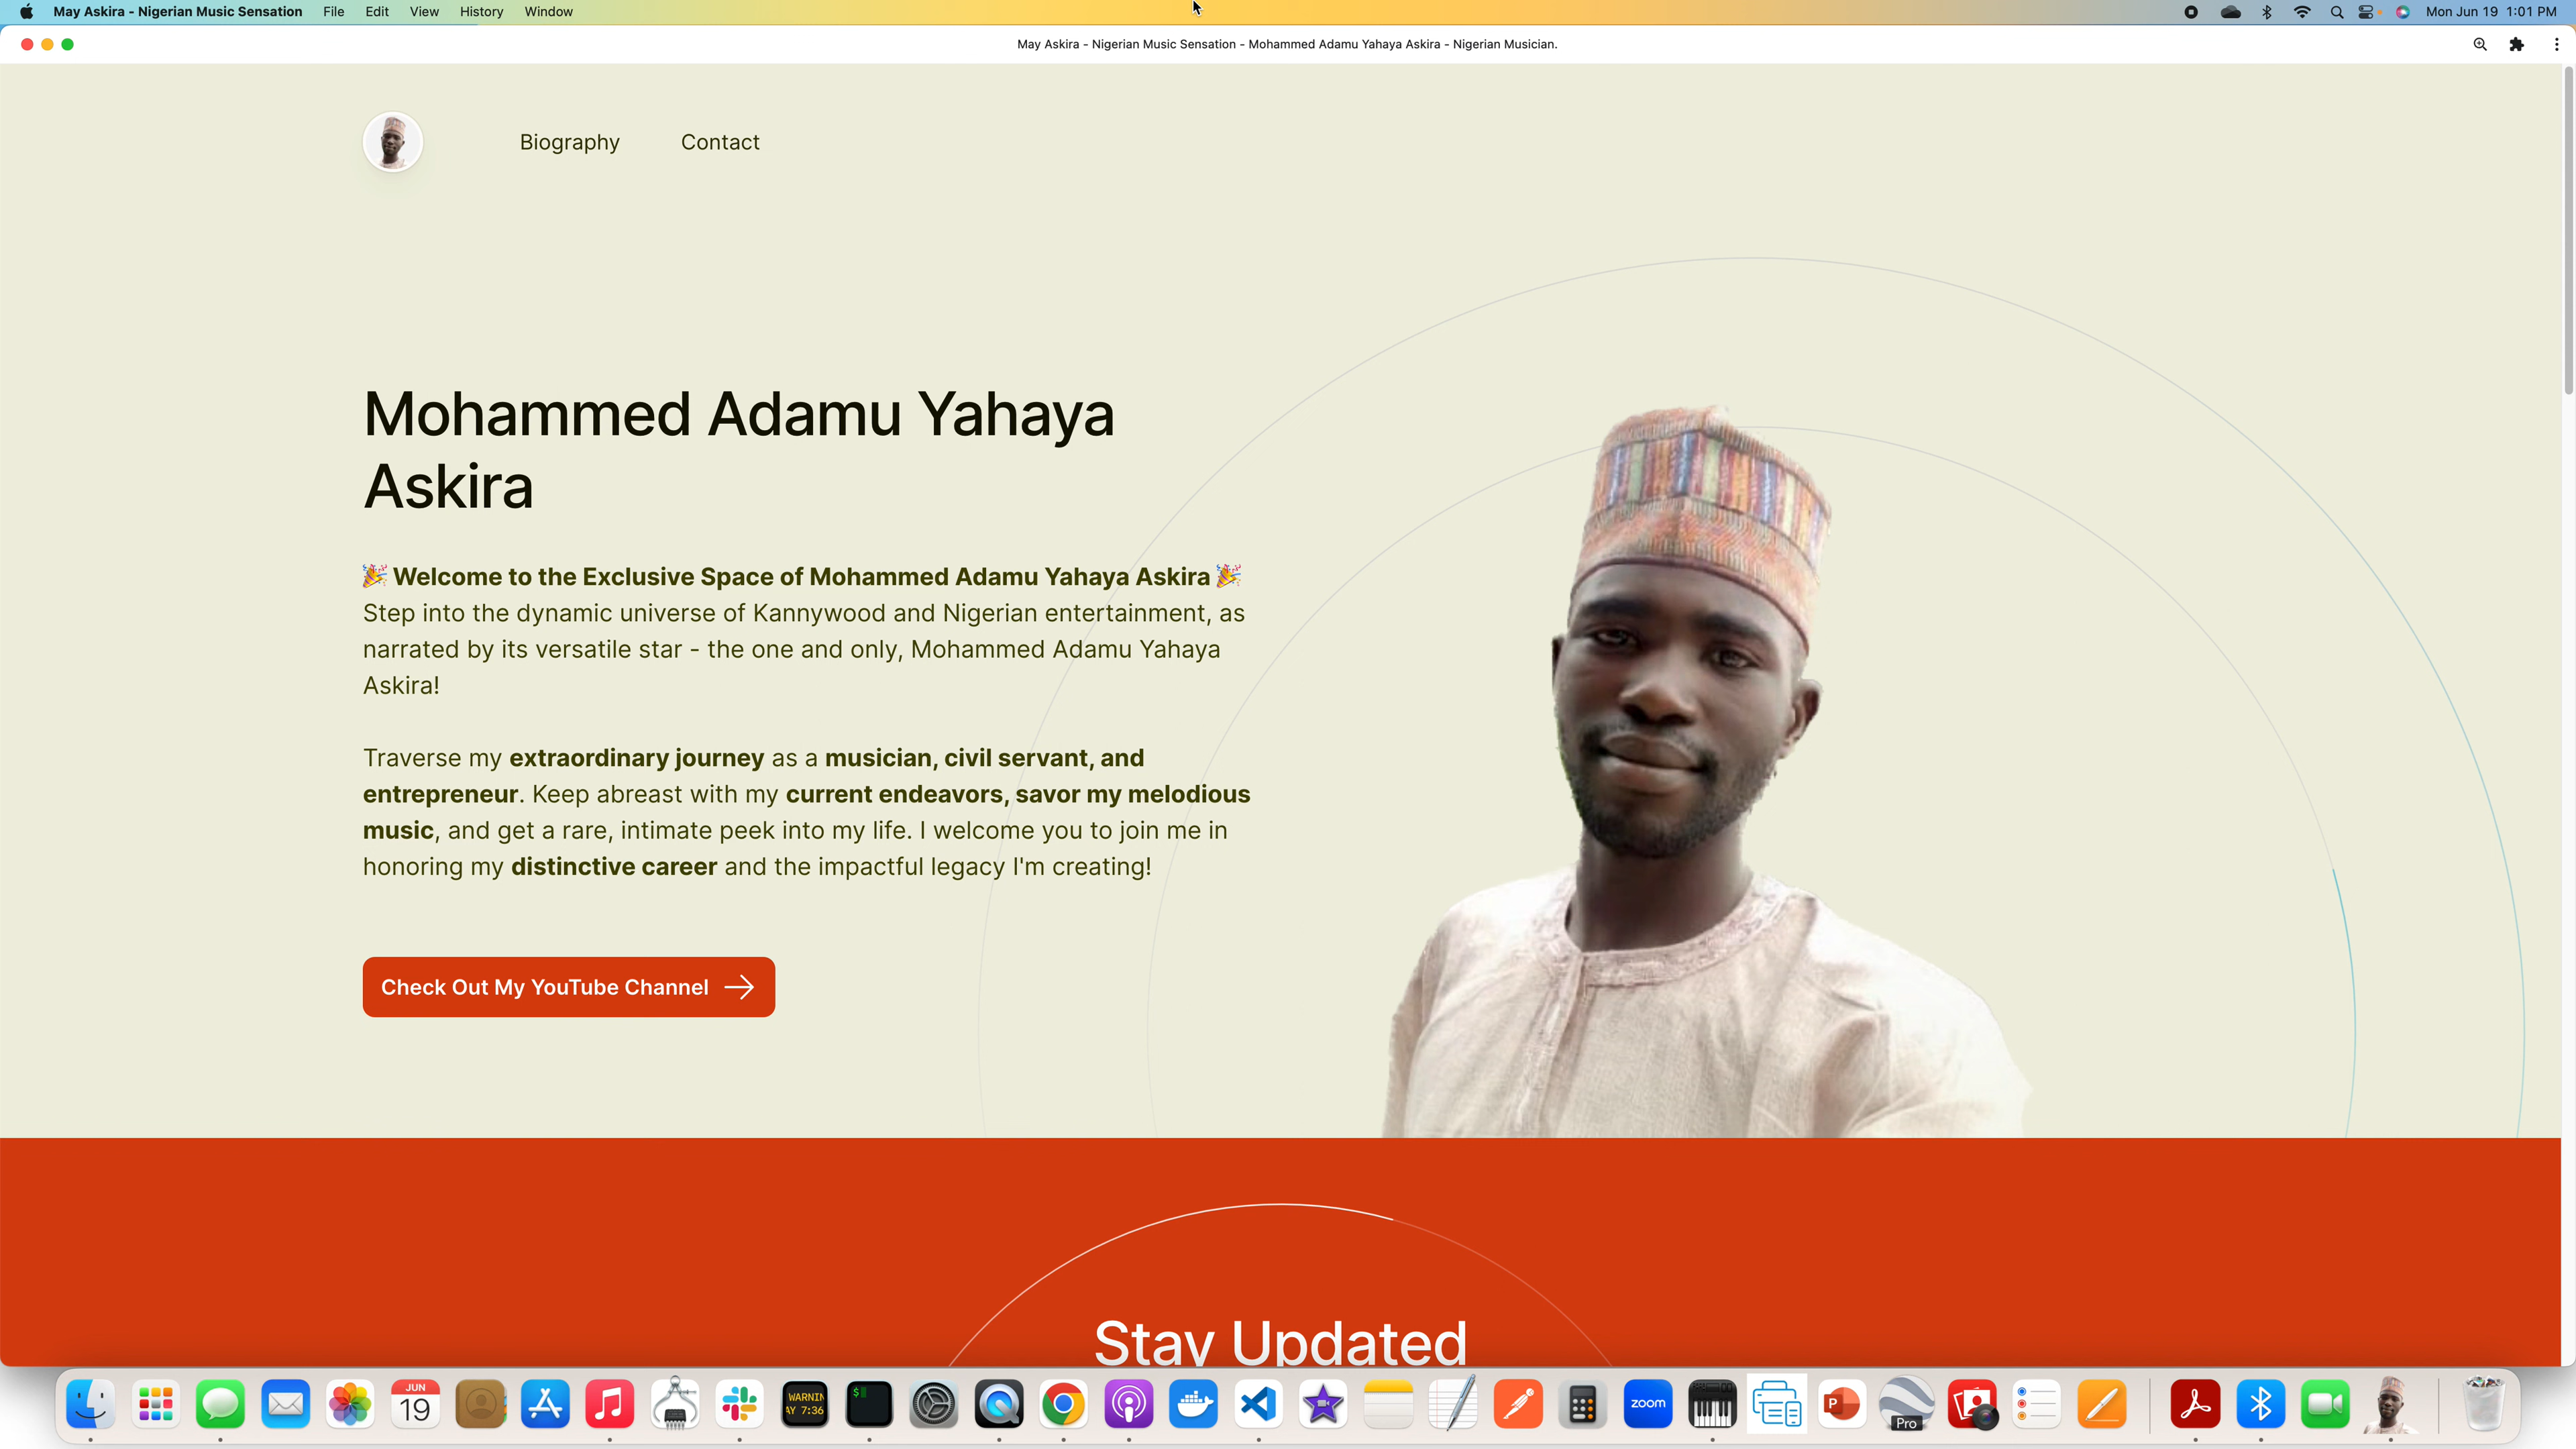 May Askira - Nigerian Music Sensation File Edit View History Window Mon Jun 19 1:01 PM
May Askira - Nigerian Music Sensation - Mohammed Adamu Yahaya Askira - Nigerian Musician.
Biography Contact
Mohammed Adamu Yahaya
Askira
🎉 Welcome to the Exclusive Space of Mohammed Adamu Yahaya Askira 🎉
Step into the dynamic universe of Kannywood and Nigerian entertainment, as
narrated by its versatile star - the one and only, Mohammed Adamu Yahaya
Askira!
Traverse my extraordinary journey as a musician, civil servant, and
entrepreneur. Keep abreast with my current endeavors, savor my melodious
music, and get a rare, intimate peek into my life. I welcome you to join me in
honoring my distinctive career and the impactful legacy I'm creating!
Check Out My YouTube Channel →
Stay Updated
JUN
19
WARNIN
AY 7:36
$
zoom
P
Pro